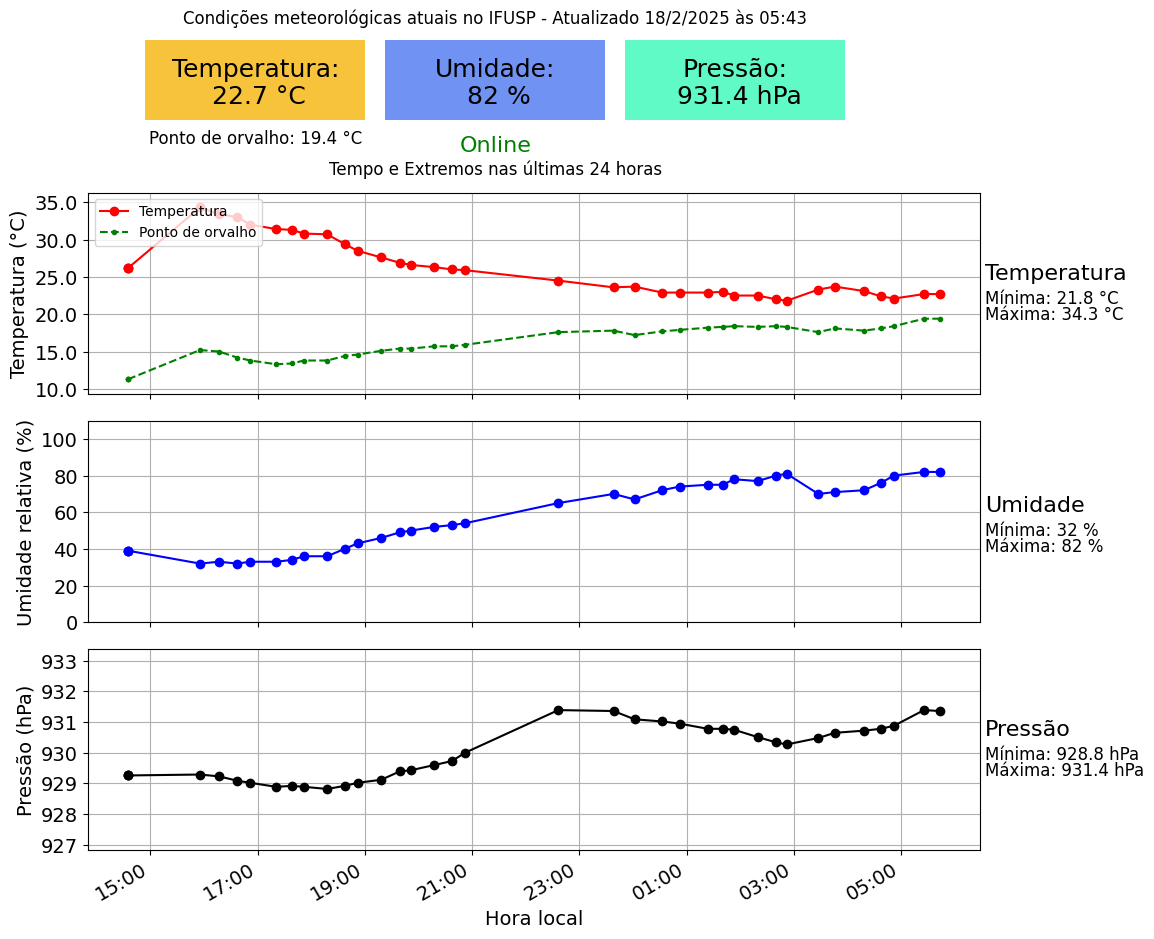 Condições meteorológicas atuais no IFUSP - Atualizado 18/2/2025 às 05:43
Temperatura:
22.7 °C
Umidade:
82 %
Pressão:
931.4 hPa
Ponto de orvalho: 19.4 °C
Online
Tempo e Extremos nas últimas 24 horas
Temperatura (°C)
35.0
30.0
25.0
20.0
15.0
10.0
Temperatura
Ponto de orvalho
Temperatura
Mínima: 21.8 °C
Máxima: 34.3 °C
Umidade relativa (%)
100
80
60
40
20
0
Umidade
Mínima: 32 %
Máxima: 82 %
Pressão (hPa)
933
932
931
930
929
928
927
Pressão
Mínima: 928.8 hPa
Máxima: 931.4 hPa
15:00
17:00
19:00
21:00
23:00
01:00
03:00
05:00
Hora local